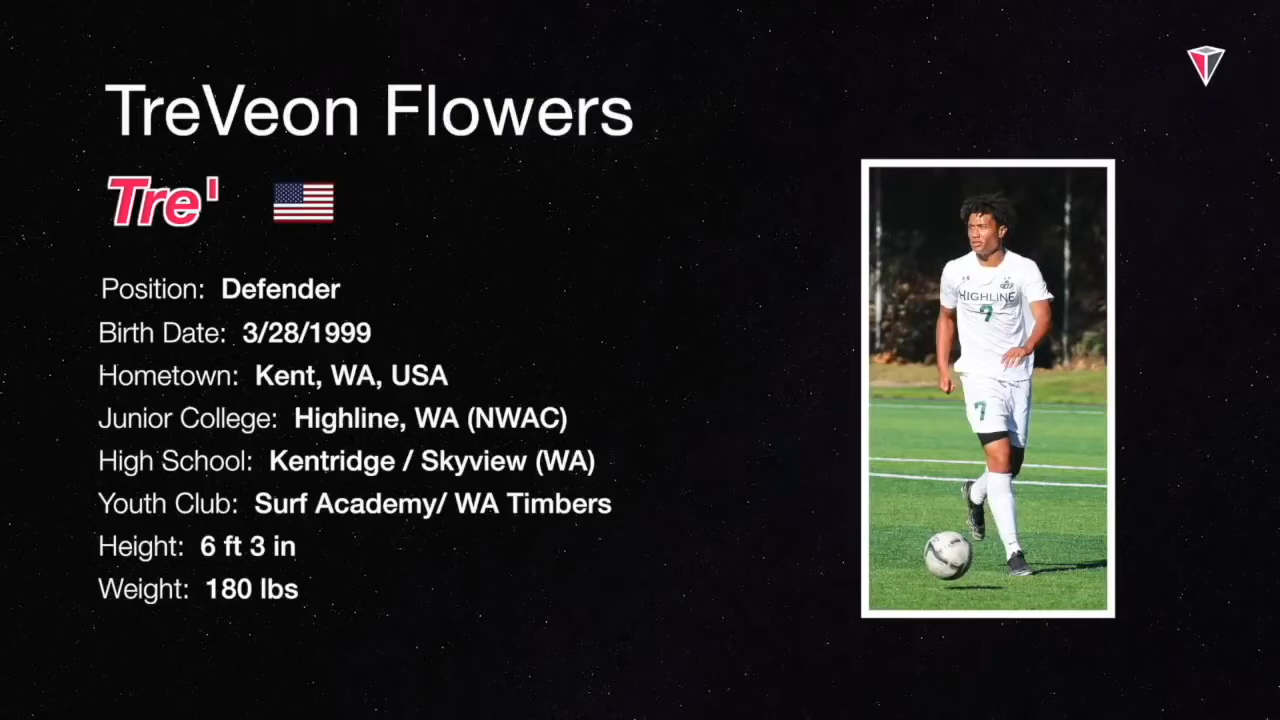 TreVeon Flowers
Tre'
Position: Defender
Birth Date: 3/28/1999
Hometown: Kent, WA, USA
Junior College: Highline, WA (NWAC)
High School: Kentridge / Skyview (WA)
Youth Club: Surf Academy/ WA Timbers
Height: 6 ft 3 in
Weight: 180 lbs
HIGHLINE
7
7